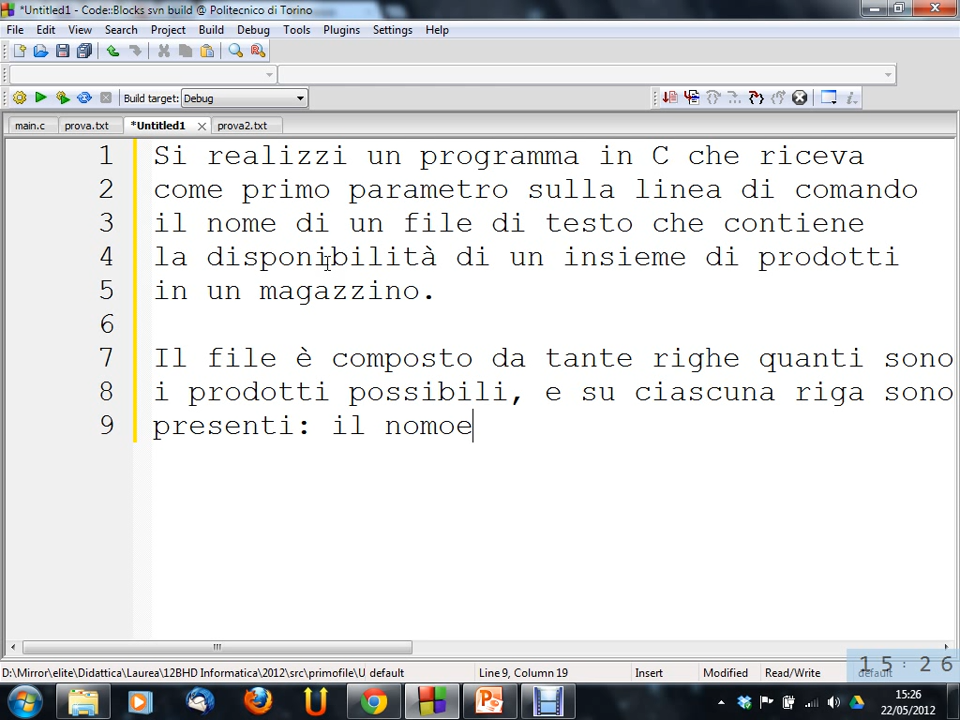 *Untitled1 - Code::Blocks svn build @ Politecnico di Torino
File Edit View Search Project Build Debug Tools Plugins Settings Help
Build target: Debug
main.c prova.txt *Untitled1 prova2.txt
1 Si realizzi un programma in C che riceva
2 come primo parametro sulla linea di comando
3 il nome di un file di testo che contiene
4 la disponibilità di un insieme di prodotti
5 in un magazzino.
6
7 Il file è composto da tante righe quanti sono
8 i prodotti possibili, e su ciascuna riga sono
9 presenti: il nomoe
D:\Mirror\elite\Didattica\Laurea\12BHD Informatica\2012\src\primofile\U default Line 9, Column 19 Insert Modified Read/Write default
15:26
15:26
22/05/2012